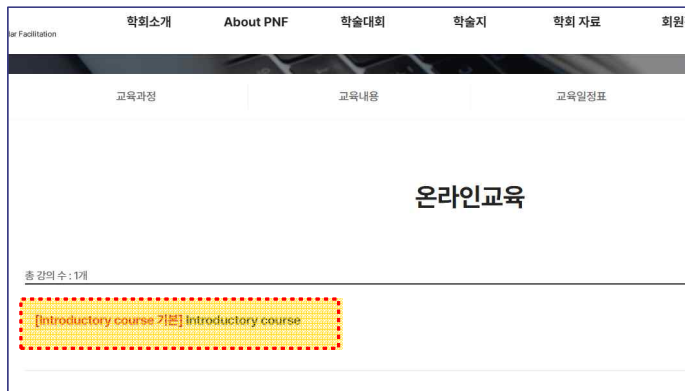 학회소개 About PNF 학술대회 학술지 학회 자료 회원
lar Facilitation
교육과정 교육내용 교육일정표
온라인교육
총 강의 수 : 1개
[Introductory course 기본] Introductory course